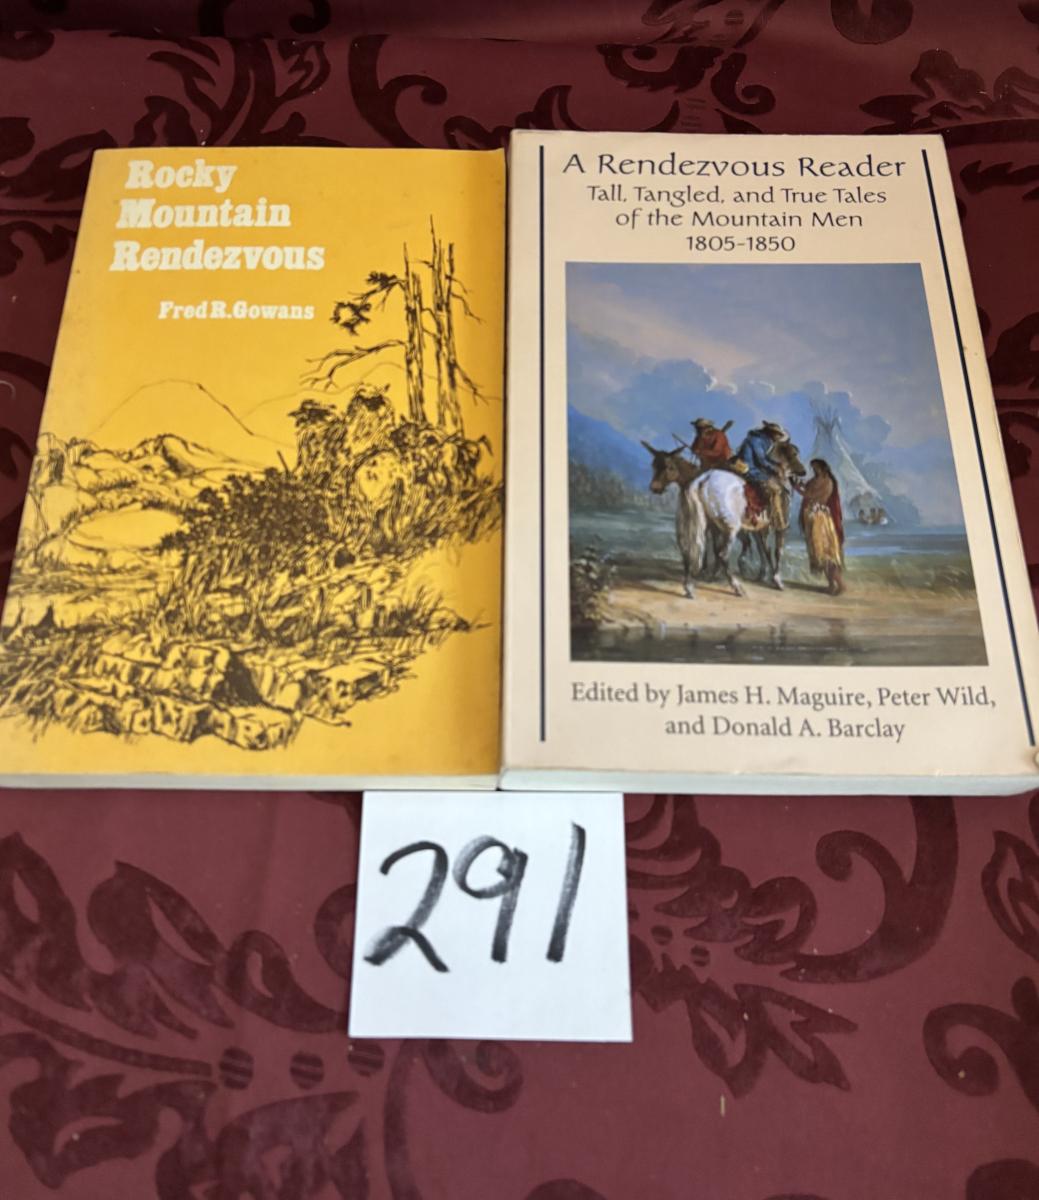 Rocky
Mountain
Rendezvous
Fred R. Gowans
A Rendezvous Reader
Tall, Tangled, and True Tales
of the Mountain Men
1805-1850
Edited by James H. Maguire, Peter Wild,
and Donald A. Barclay
291